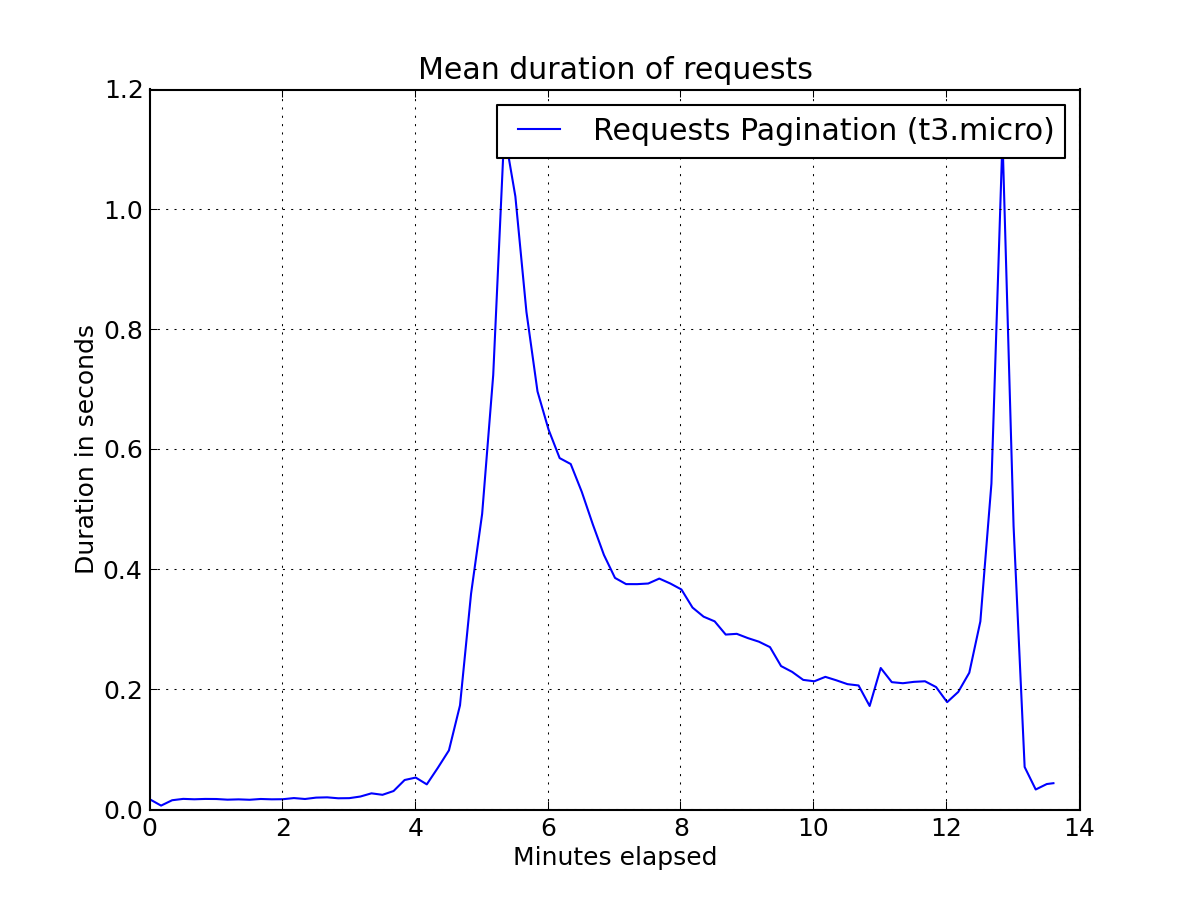 Mean duration of requests
Requests Pagination (t3.micro)
Duration in seconds
1.2
1.0
0.8
0.6
0.4
0.2
0.0
0 2 4 6 8 10 12 14
Minutes elapsed